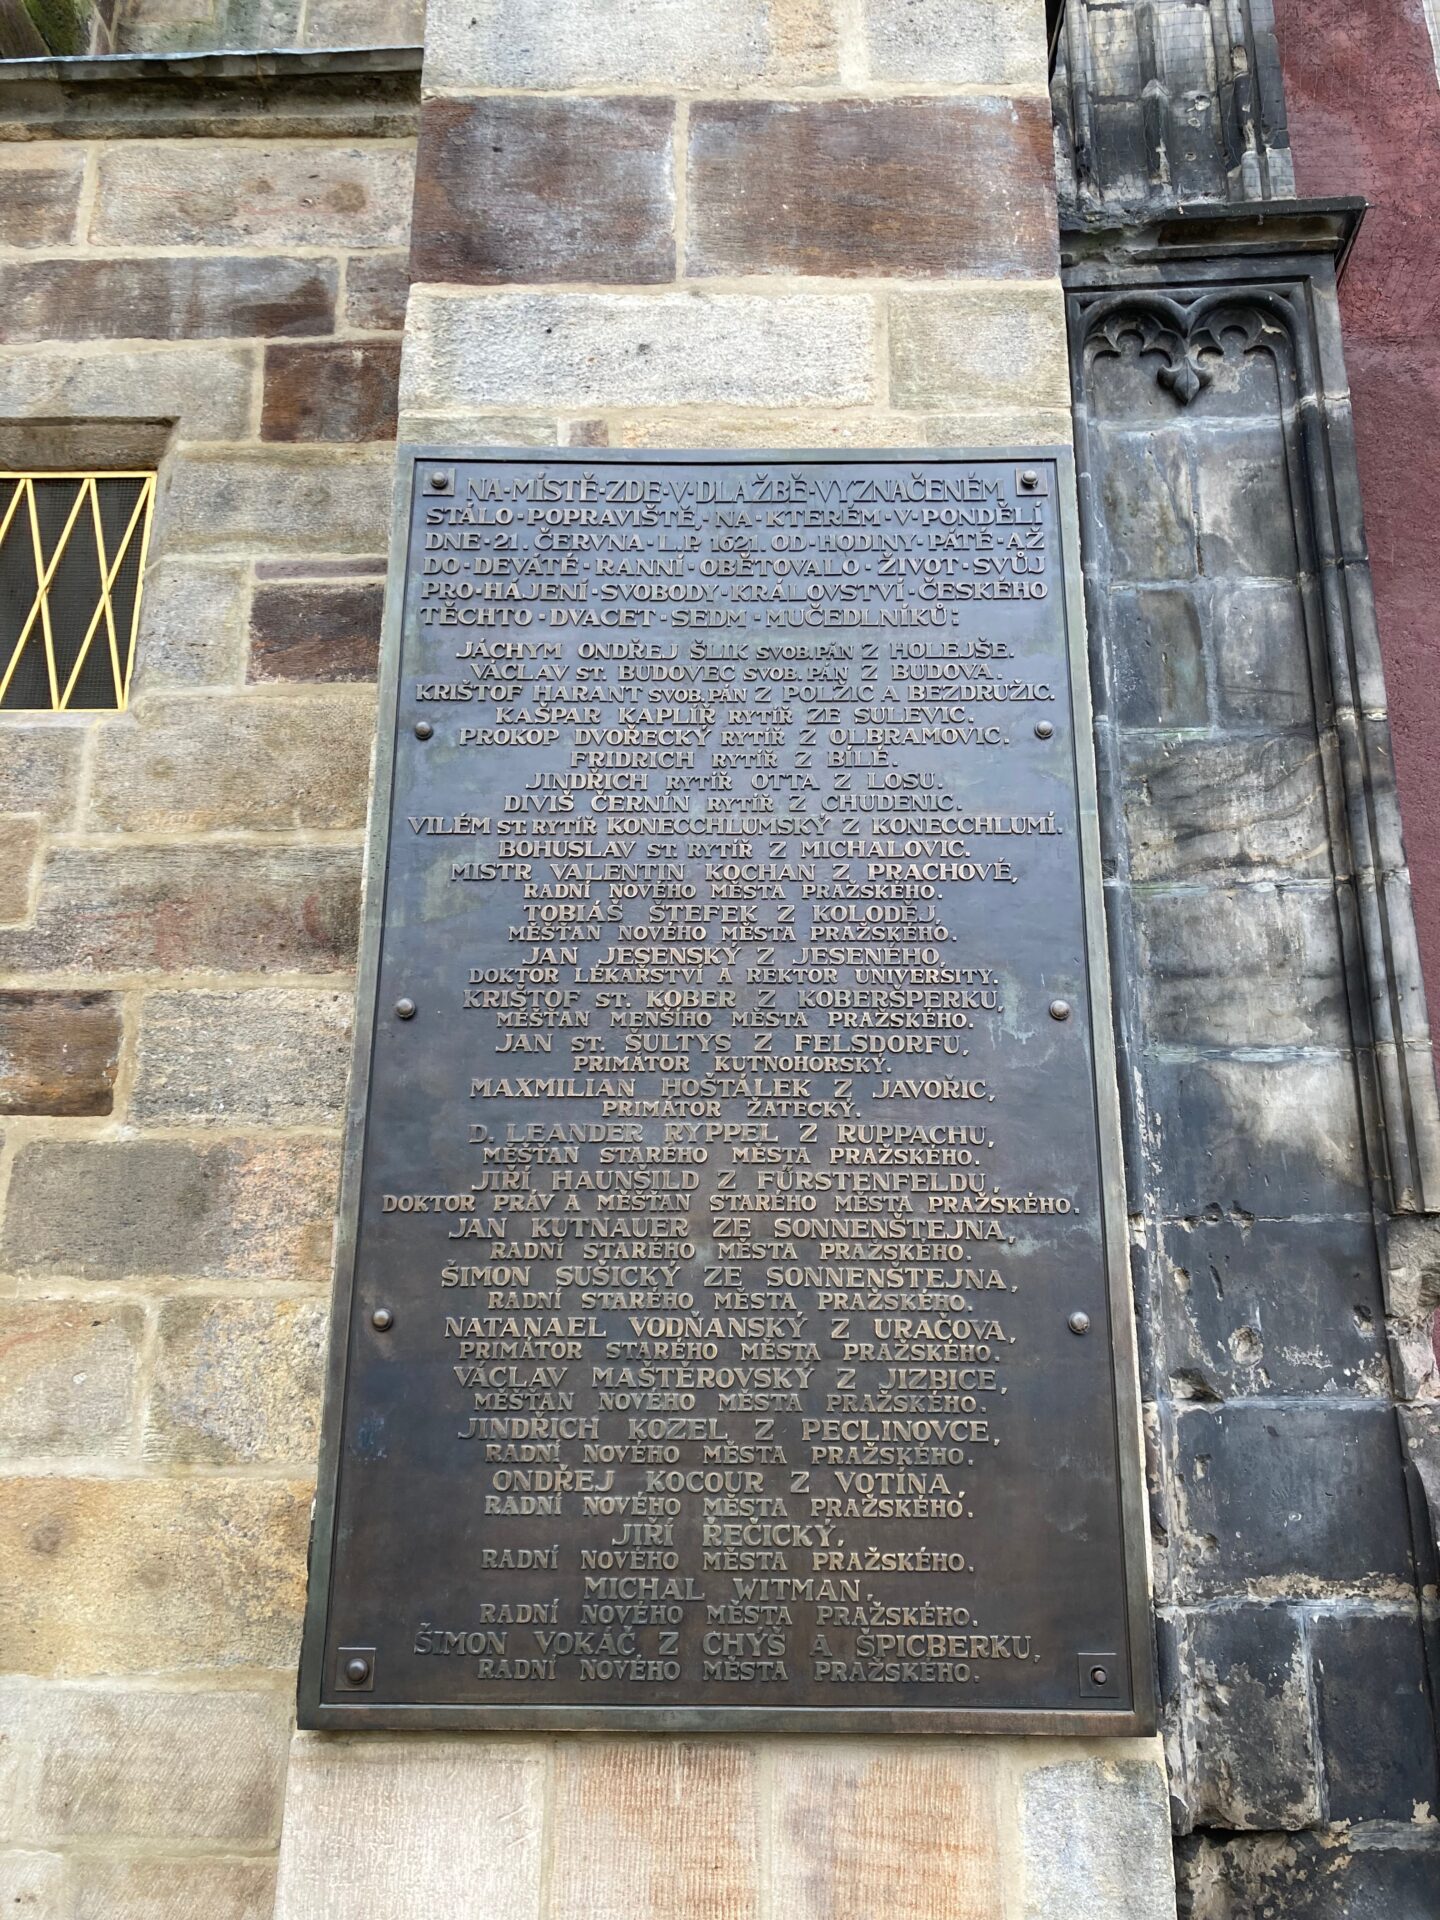 NA·MÍSTĚ·ZDE·V·DLAŽBĚ·VYZNAČENÉM
STÁLO·POPRAVIŠTĚ,·NA·KTERÉM·V·PONDĚLÍ
DNE·21. ČERVNA·L.P. 1621. OD·HODINY·PÁTÉ·AŽ
DO·DEVÁTÉ·RANNÍ·OBĚTOVALO·ŽIVOT·SVŮJ
PRO·HÁJENÍ·SVOBODY·KRÁLOVSTVÍ·ČESKÉHO
TĚCHTO·DVACET·SEDM·MUČEDLNÍKŮ:
JÁCHYM ONDŘEJ ŠLIK SVOB.PÁN Z HOLEJŠE.
VÁCLAV ST. BUDOVEC SVOB. PÁN Z BUDOVA.
KRIŠTOF HARANT SVOB.PÁN Z POLŽIC A BEZDRUŽIC.
KAŠPAR KAPLÍŘ RYTÍŘ ZE SULEVIC.
PROKOP DVOŘECKÝ RYTÍŘ Z OLBRAMOVIC.
FRIDRICH RYTÍŘ Z BÍLÉ.
JINDŘICH RYTÍŘ OTTA Z LOSU.
DIVIŠ ČERNÍN RYTÍŘ Z CHUDENIC.
VILÉM ST. RYTÍŘ KONECCHLUMSKÝ Z KONECCHLUMÍ.
BOHUSLAV ST. RYTÍŘ Z MICHALOVIC.
MISTR VALENTIN KOCHAN Z PRACHOVÉ,
RADNÍ NOVÉHO MĚSTA PRAŽSKÉHO.
TOBIÁŠ ŠTEFEK Z KOLODĚJ,
MĚŠŤAN NOVÉHO MĚSTA PRAŽSKÉHO.
JAN JESENSKÝ Z JESENÉHO,
DOKTOR LÉKAŘSTVÍ A REKTOR UNIVERSITY.
KRIŠTOF ST. KOBER Z KOBERŠPERKU,
MĚŠŤAN MENŠÍHO MĚSTA PRAŽSKÉHO.
JAN ST. ŠULTYS Z FELSDORFU,
PRIMÁTOR KUTNOHORSKÝ.
MAXMILIAN HOŠŤÁLEK Z JAVOŘIC,
PRIMÁTOR ŽATECKÝ.
D. LEANDER RYPPEL Z RUPPACHU,
MĚŠŤAN STARÉHO MĚSTA PRAŽSKÉHO.
JIŘÍ HAUNŠILD Z FÜRSTENFELDU,
DOKTOR PRÁV A MĚŠŤAN STARÉHO MĚSTA PRAŽSKÉHO.
JAN KUTNAUER ZE SONNENŠTEJNA,
RADNÍ STARÉHO MĚSTA PRAŽSKÉHO.
ŠIMON SUŠICKÝ ZE SONNENŠTEJNA,
RADNÍ STARÉHO MĚSTA PRAŽSKÉHO.
NATANAEL VODŇANSKÝ Z URAČOVA,
PRIMÁTOR STARÉHO MĚSTA PRAŽSKÉHO.
VÁCLAV MAŠTĚROVSKÝ Z JIZBICE,
MĚŠŤAN NOVÉHO MĚSTA PRAŽSKÉHO.
JINDŘICH KOZEL Z PECLINOVCE,
RADNÍ NOVÉHO MĚSTA PRAŽSKÉHO.
ONDŘEJ KOCOUR Z VOTÍNA,
RADNÍ NOVÉHO MĚSTA PRAŽSKÉHO.
JIŘÍ ŘEČICKÝ,
RADNÍ NOVÉHO MĚSTA PRAŽSKÉHO.
MICHAL WITMAN,
RADNÍ NOVÉHO MĚSTA PRAŽSKÉHO.
ŠIMON VOKÁČ Z CHÝŠ A ŠPICBERKU,
RADNÍ NOVÉHO MĚSTA PRAŽSKÉHO.